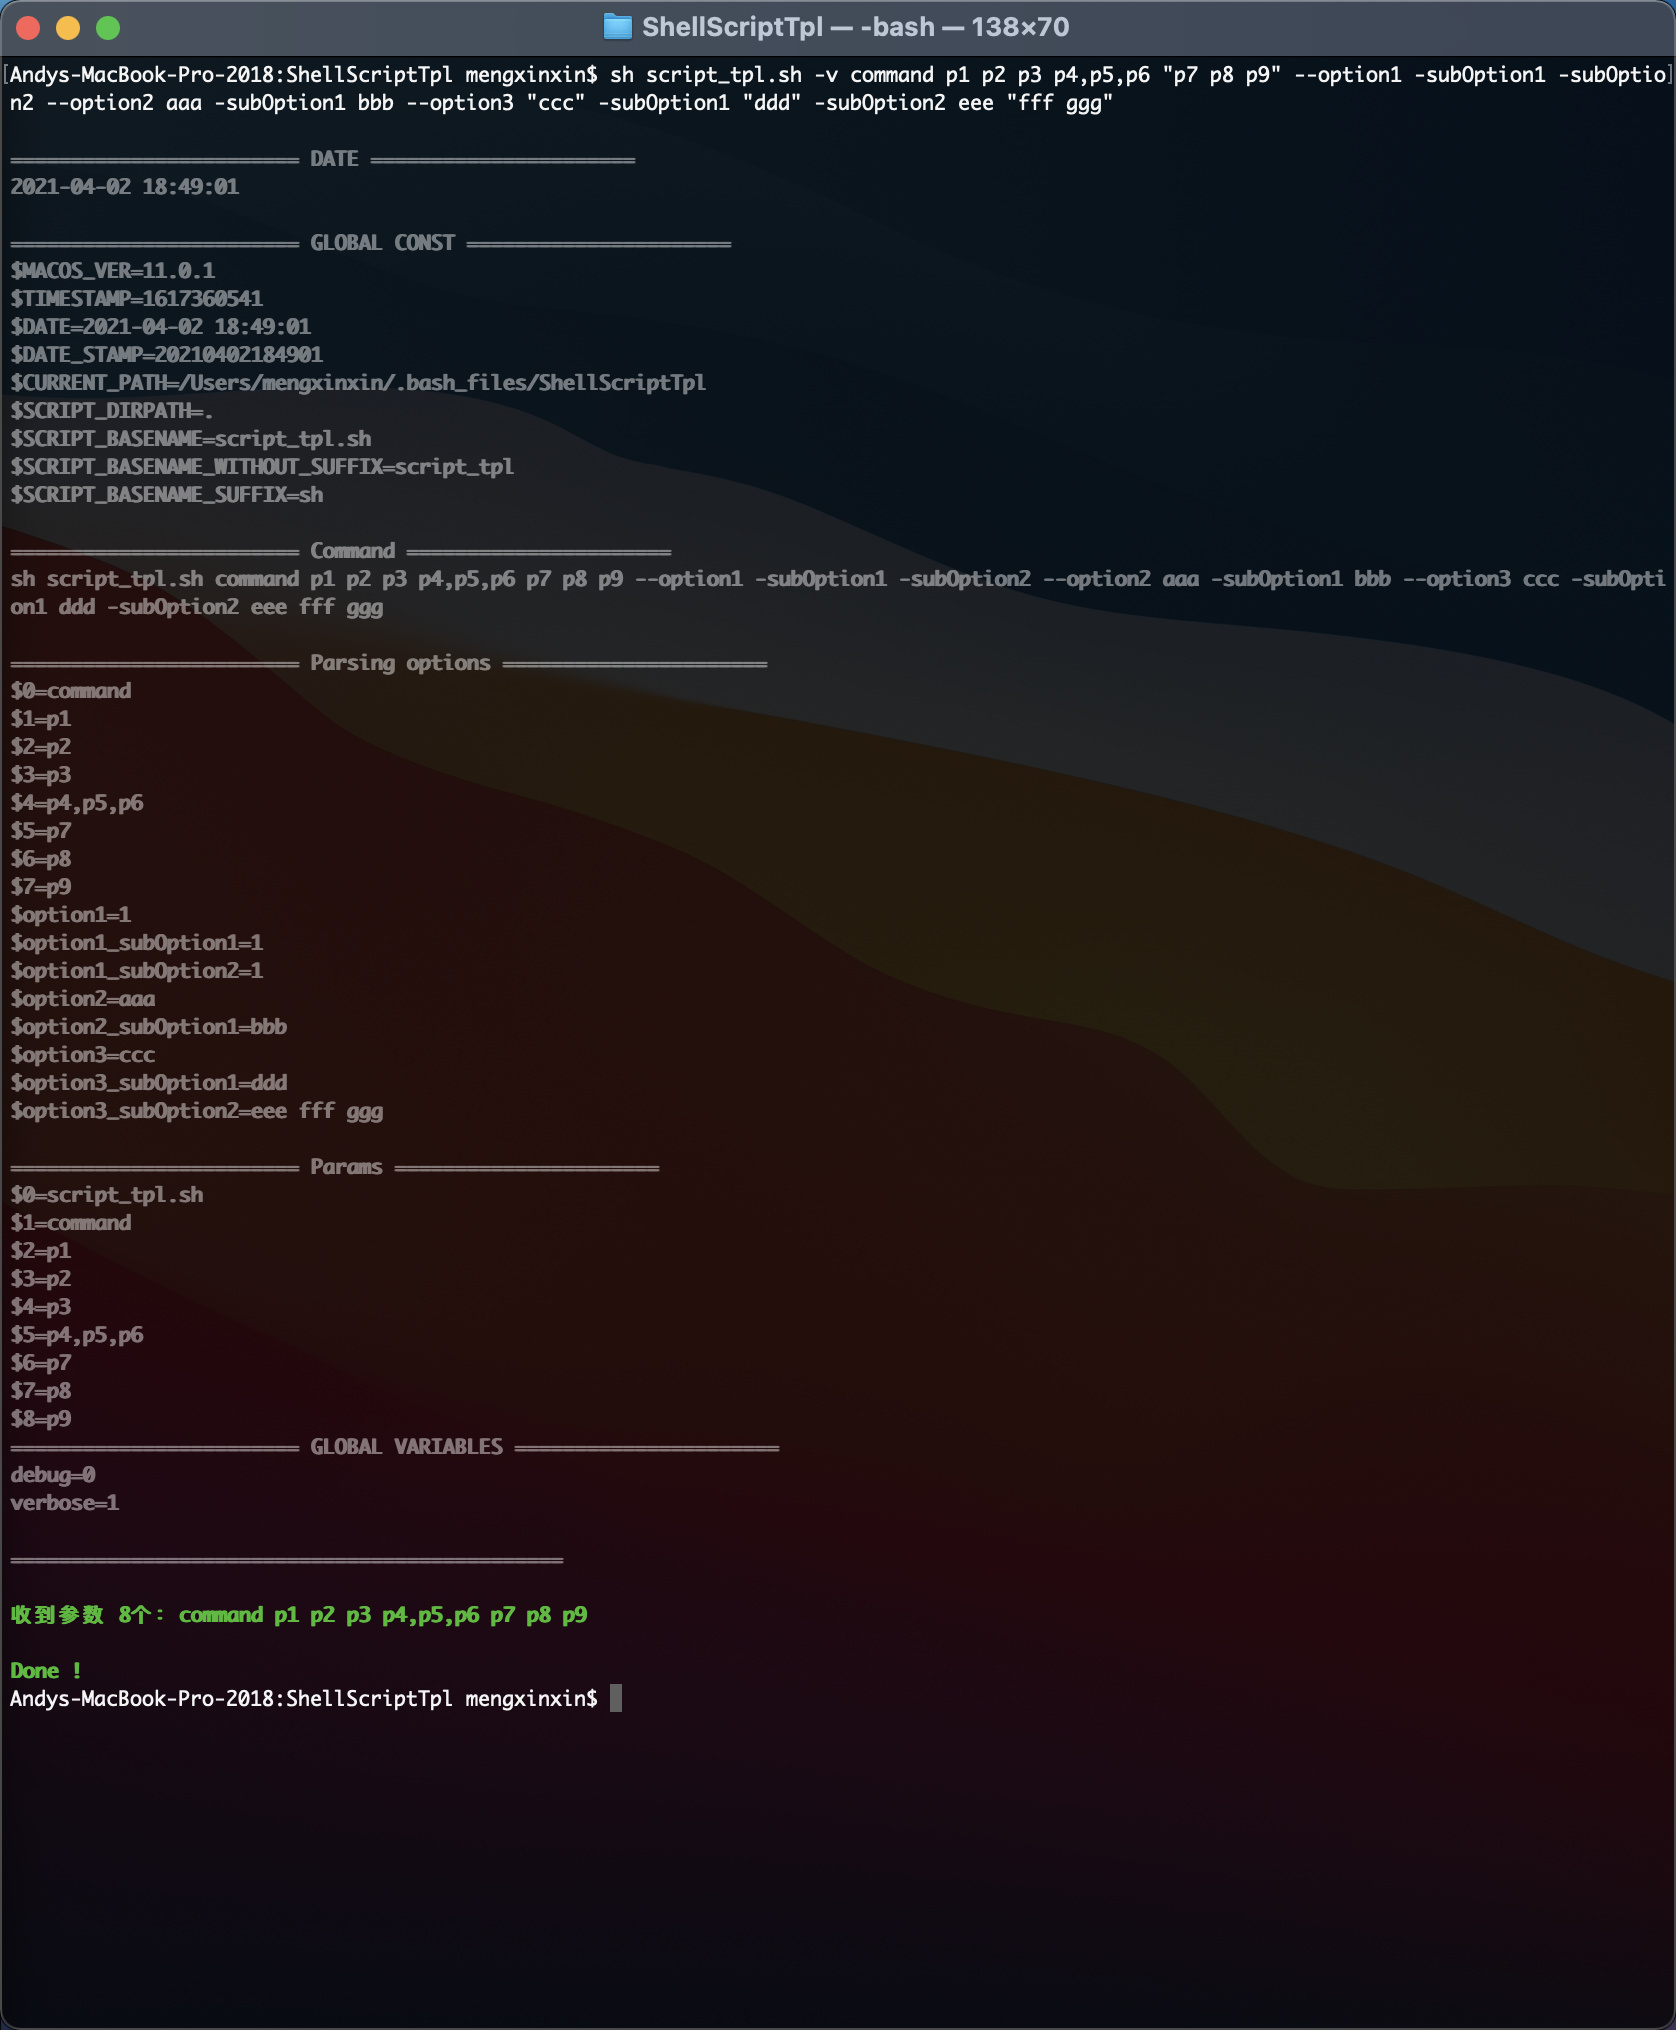 ShellScriptTpl — -bash — 138×70
Andys-MacBook-Pro-2018:ShellScriptTpl mengxinxin$ sh script_tpl.sh -v command p1 p2 p3 p4,p5,p6 "p7 p8 p9" --option1 -subOption1 -subOptio
n2 --option2 aaa -subOption1 bbb --option3 "ccc" -subOption1 "ddd" -subOption2 eee "fff ggg"
======================== DATE ======================
2021-04-02 18:49:01
======================== GLOBAL CONST ======================
$MACOS_VER=11.0.1
$TIMESTAMP=1617360541
$DATE=2021-04-02 18:49:01
$DATE_STAMP=20210402184901
$CURRENT_PATH=/Users/mengxinxin/.bash_files/ShellScriptTpl
$SCRIPT_DIRPATH=.
$SCRIPT_BASENAME=script_tpl.sh
$SCRIPT_BASENAME_WITHOUT_SUFFIX=script_tpl
$SCRIPT_BASENAME_SUFFIX=sh
======================== Command ======================
sh script_tpl.sh command p1 p2 p3 p4,p5,p6 p7 p8 p9 --option1 -subOption1 -subOption2 --option2 aaa -subOption1 bbb --option3 ccc -subOpti
on1 ddd -subOption2 eee fff ggg
======================== Parsing options ======================
$0=command
$1=p1
$2=p2
$3=p3
$4=p4,p5,p6
$5=p7
$6=p8
$7=p9
$option1=1
$option1_subOption1=1
$option1_subOption2=1
$option2=aaa
$option2_subOption1=bbb
$option3=ccc
$option3_subOption1=ddd
$option3_subOption2=eee fff ggg
======================== Params ======================
$0=script_tpl.sh
$1=command
$2=p1
$3=p2
$4=p3
$5=p4,p5,p6
$6=p7
$7=p8
$8=p9
======================== GLOBAL VARIABLES ======================
debug=0
verbose=1
==============================================
收到参数 8个: command p1 p2 p3 p4,p5,p6 p7 p8 p9
Done !
Andys-MacBook-Pro-2018:ShellScriptTpl mengxinxin$